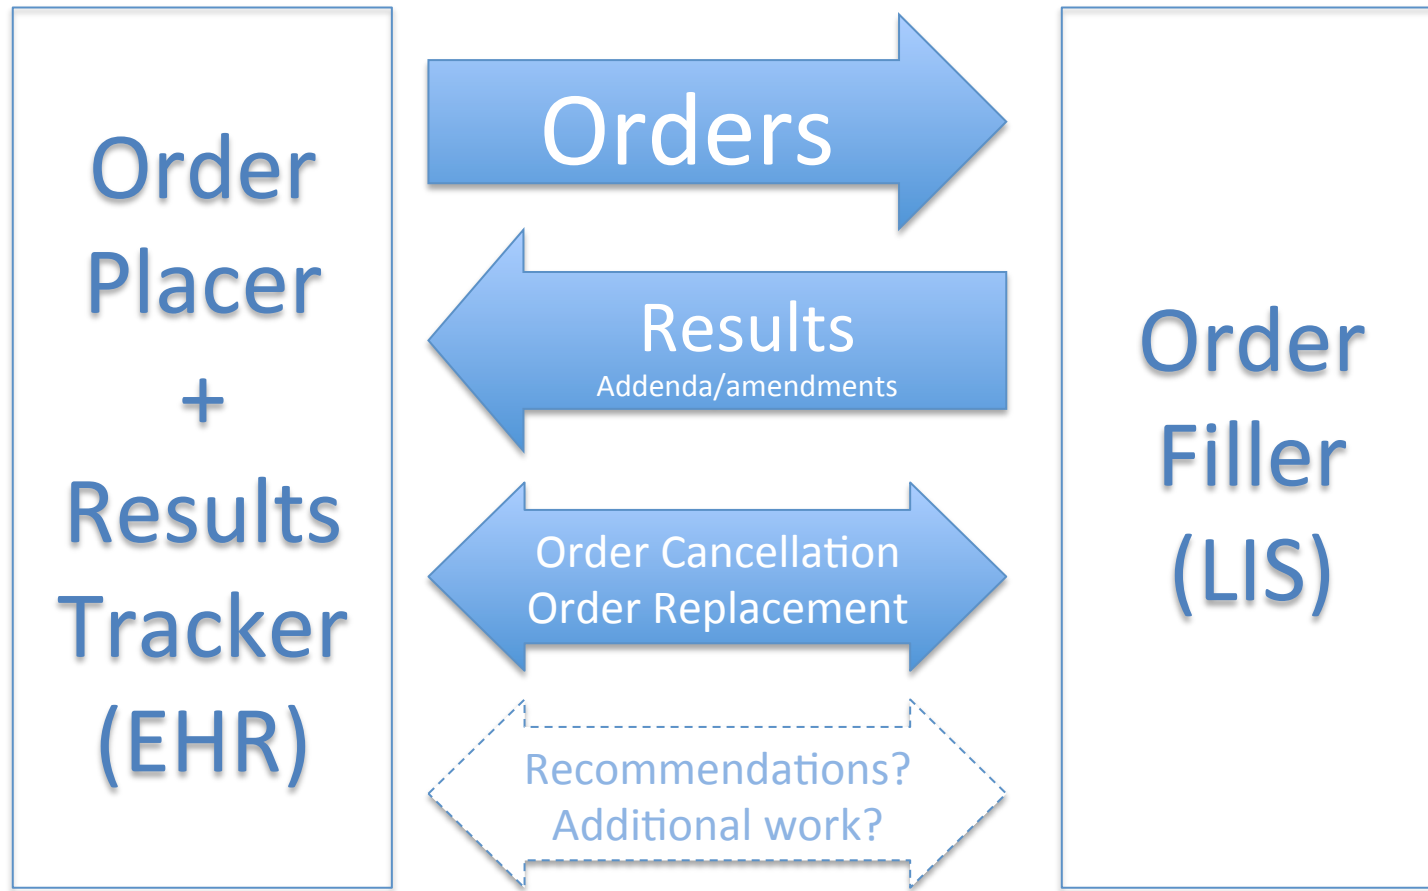 Order
Placer
+
Results
Tracker
(EHR)
Orders
Results
Addenda/amendments
Order Cancellation
Order Replacement
Recommendations?
Additional work?
Order
Filler
(LIS)